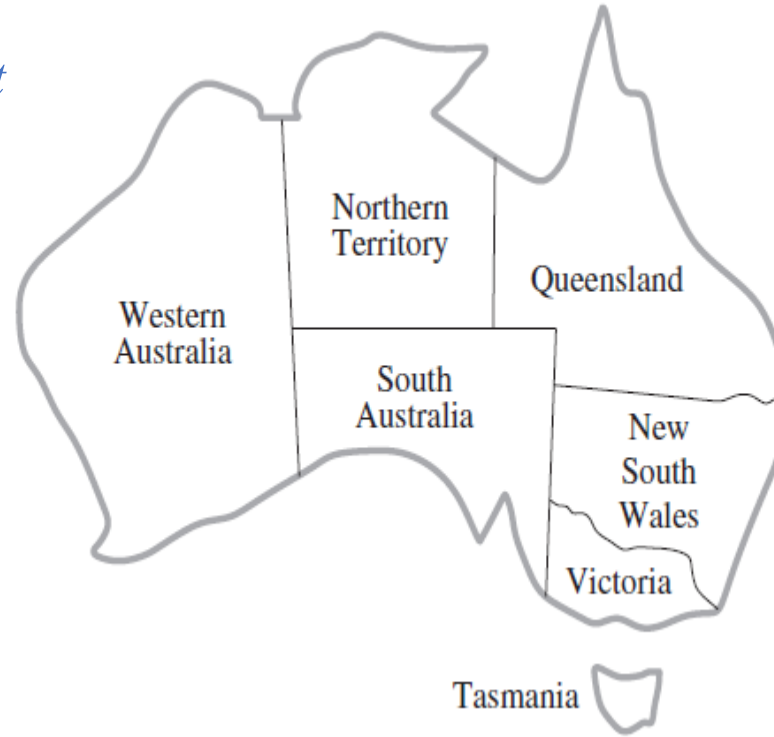 t
Northern
Territory
Queensland
Western
Australia
South
Australia
New
South
Wales
Victoria
Tasmania